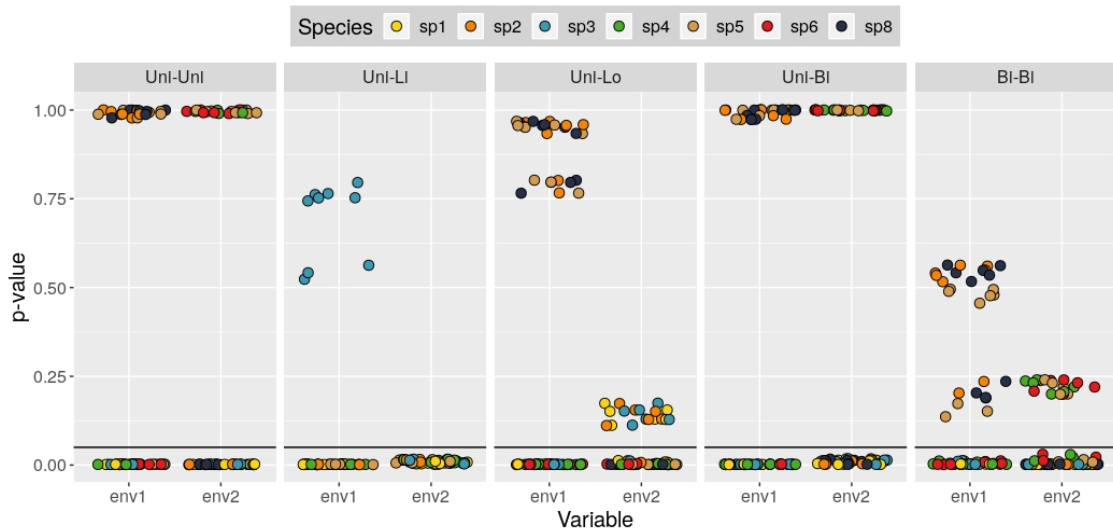 Species sp1 sp2 sp3 sp4 sp5 sp6 sp8
Uni-Uni Uni-Li Uni-Lo Uni-Bi Bi-Bi
1.00
0.75
0.50
0.25
0.00
p-value
env1 env2 env1 env2 env1 env2 env1 env2 env1 env2
Variable